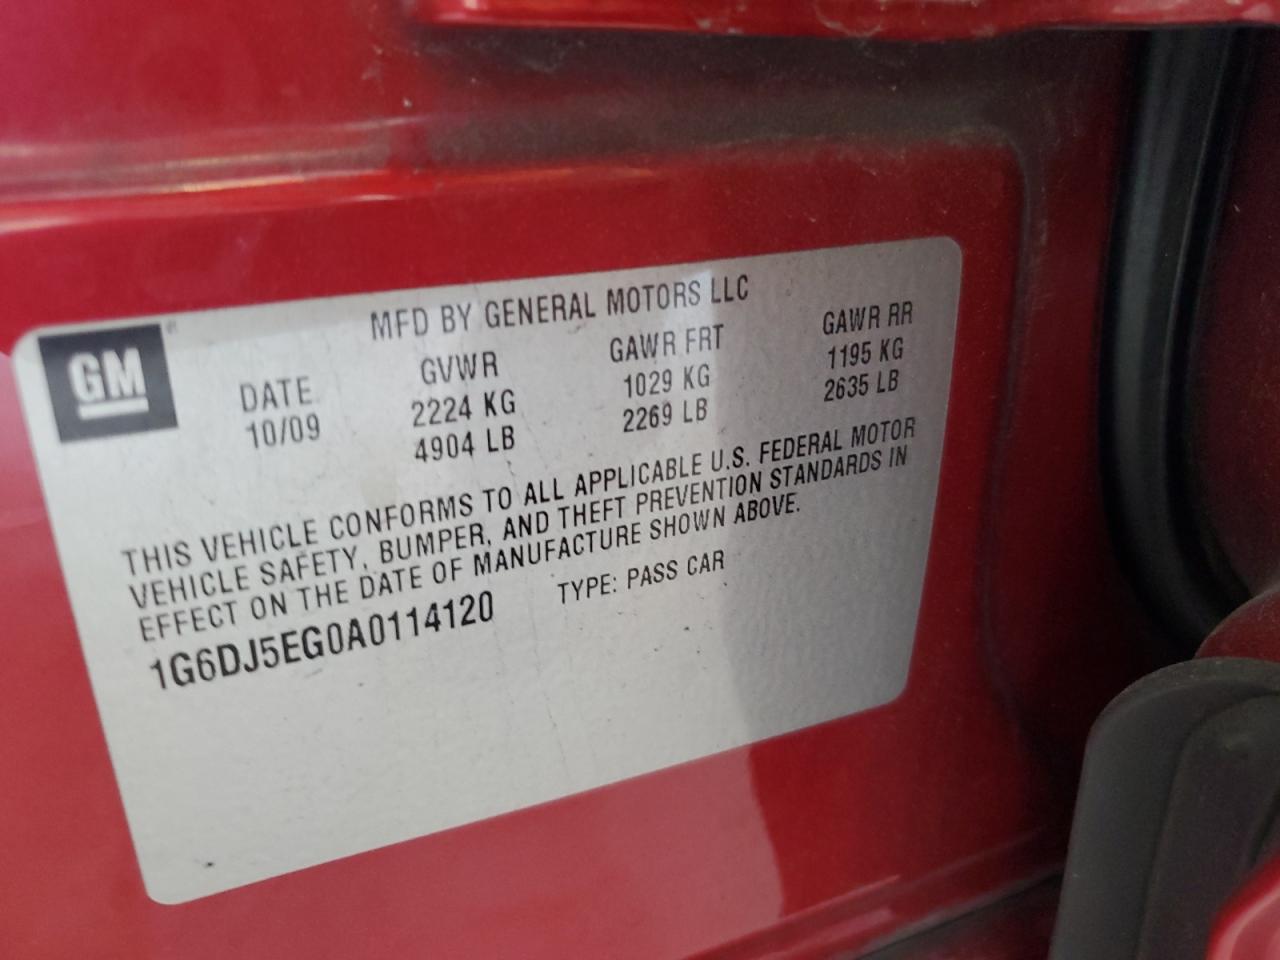 MFD BY GENERAL MOTORS LLC
GM®
DATE GVWR GAWR FRT GAWR RR
10/09 2224 KG 1029 KG 1195 KG
4904 LB 2269 LB 2635 LB
THIS VEHICLE CONFORMS TO ALL APPLICABLE U.S. FEDERAL MOTOR
VEHICLE SAFETY, BUMPER, AND THEFT PREVENTION STANDARDS IN
EFFECT ON THE DATE OF MANUFACTURE SHOWN ABOVE.
1G6DJ5EG0A0114120 TYPE: PASS CAR